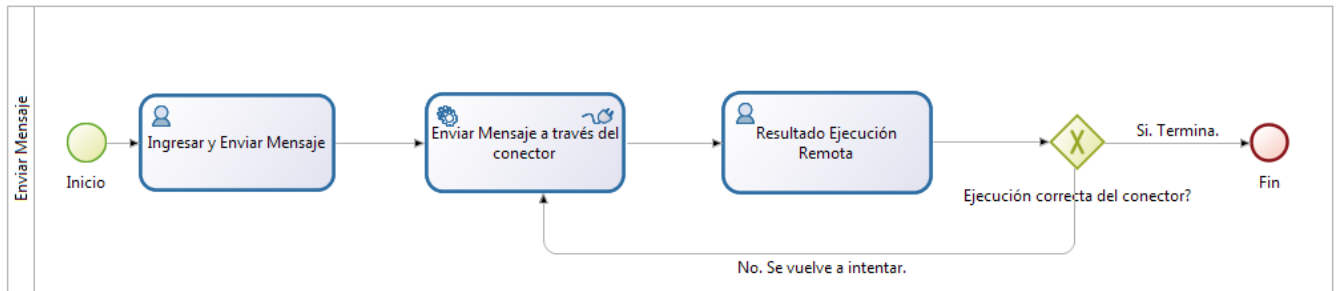 Enviar Mensaje
Inicio
Ingresar y Enviar Mensaje
Enviar Mensaje a través del
conector
Resultado Ejecución
Remota
Ejecución correcta del conector?
Si. Termina.
Fin
No. Se vuelve a intentar.